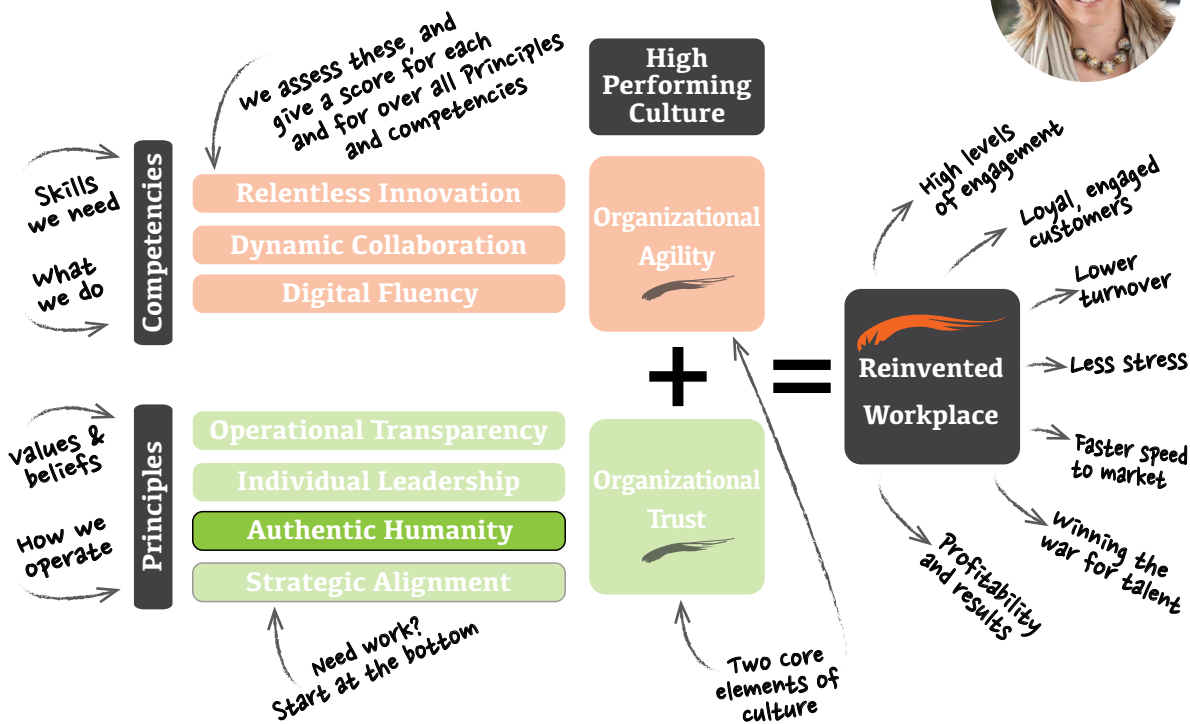 we assess these, and
give a score for each
and for over all Principles
and competencies
High
Performing
Culture
Skills
we need
What
we do
Competencies
Relentless Innovation
Dynamic Collaboration
Digital Fluency
Organizational
Agility
+
=
Reinvented
Workplace
High levels
of engagement
Loyal, engaged
customers
Lower
turnover
Less stress
Faster speed
to market
Winning the
war for talent
Profitability
and results
values &
beliefs
How we
operate
Principles
Operational Transparency
Individual Leadership
Authentic Humanity
Strategic Alignment
Organizational
Trust
Need work?
Start at the bottom
Two core
elements of
culture